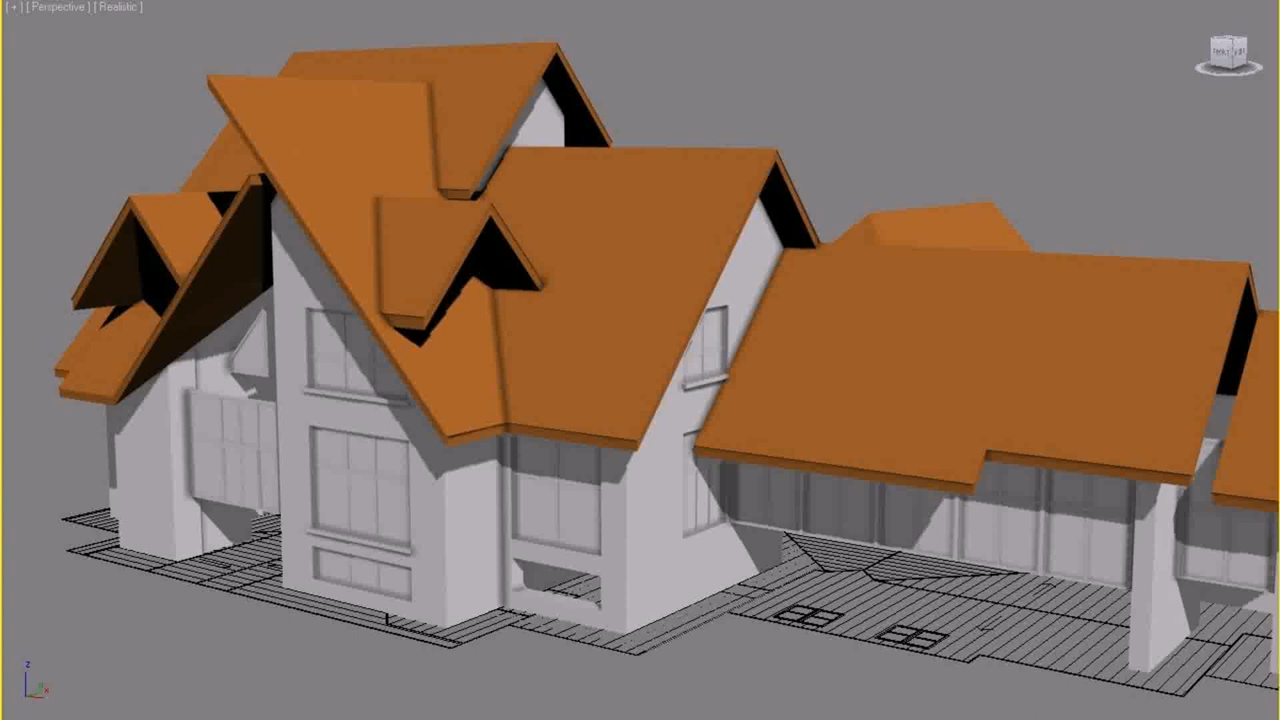 [ + ] [ Perspective ] [ Realistic ]
z